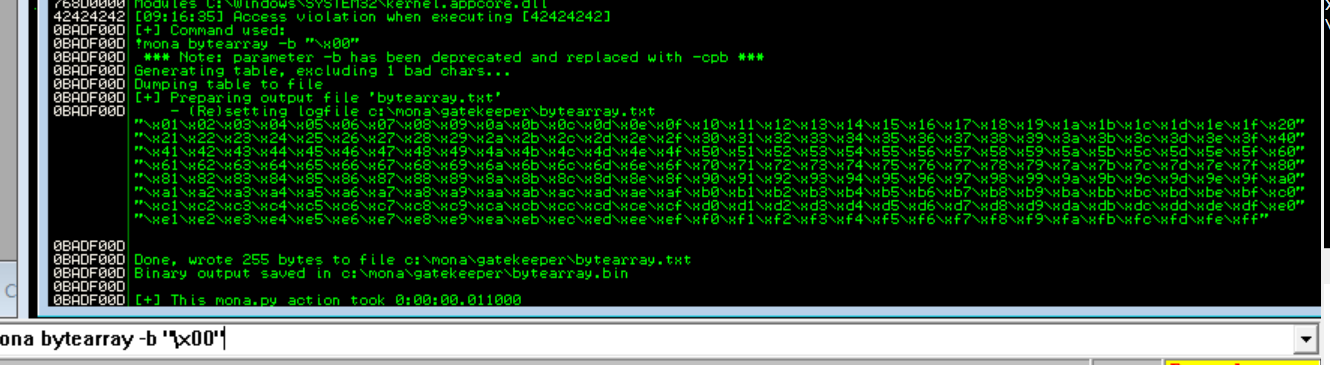 768D0000 Modules C:\Windows\SYSTEM32\kernel.appcore.dll
42424242 [09:16:35] Access violation when executing [42424242]
0BADF00D [+] Command used:
0BADF00D !mona bytearray -b "\x00"
0BADF00D *** Note: parameter -b has been deprecated and replaced with -cpb ***
0BADF00D Generating table, excluding 1 bad chars...
0BADF00D Dumping table to file
0BADF00D [+] Preparing output file 'bytearray.txt'
0BADF00D - (Re)setting logfile c:\mona\gatekeeper\bytearray.txt
"\x01\x02\x03\x04\x05\x06\x07\x08\x09\x0a\x0b\x0c\x0d\x0e\x0f\x10\x11\x12\x13\x14\x15\x16\x17\x18\x19\x1a\x1b\x1c\x1d\x1e\x1f\x20"
"\x21\x22\x23\x24\x25\x26\x27\x28\x29\x2a\x2b\x2c\x2d\x2e\x2f\x30\x31\x32\x33\x34\x35\x36\x37\x38\x39\x3a\x3b\x3c\x3d\x3e\x3f\x40"
"\x41\x42\x43\x44\x45\x46\x47\x48\x49\x4a\x4b\x4c\x4d\x4e\x4f\x50\x51\x52\x53\x54\x55\x56\x57\x58\x59\x5a\x5b\x5c\x5d\x5e\x5f\x60"
"\x61\x62\x63\x64\x65\x66\x67\x68\x69\x6a\x6b\x6c\x6d\x6e\x6f\x70\x71\x72\x73\x74\x75\x76\x77\x78\x79\x7a\x7b\x7c\x7d\x7e\x7f\x80"
"\x81\x82\x83\x84\x85\x86\x87\x88\x89\x8a\x8b\x8c\x8d\x8e\x8f\x90\x91\x92\x93\x94\x95\x96\x97\x98\x99\x9a\x9b\x9c\x9d\x9e\x9f\xa0"
"\xa1\xa2\xa3\xa4\xa5\xa6\xa7\xa8\xa9\xaa\xab\xac\xad\xae\xaf\xb0\xb1\xb2\xb3\xb4\xb5\xb6\xb7\xb8\xb9\xba\xbb\xbc\xbd\xbe\xbf\xc0"
"\xc1\xc2\xc3\xc4\xc5\xc6\xc7\xc8\xc9\xca\xcb\xcc\xcd\xce\xcf\xd0\xd1\xd2\xd3\xd4\xd5\xd6\xd7\xd8\xd9\xda\xdb\xdc\xdd\xde\xdf\xe0"
"\xe1\xe2\xe3\xe4\xe5\xe6\xe7\xe8\xe9\xea\xeb\xec\xed\xee\xef\xf0\xf1\xf2\xf3\xf4\xf5\xf6\xf7\xf8\xf9\xfa\xfb\xfc\xfd\xfe\xff"
0BADF00D
0BADF00D Done, wrote 255 bytes to file c:\mona\gatekeeper\bytearray.txt
0BADF00D Binary output saved in c:\mona\gatekeeper\bytearray.bin
0BADF00D
0BADF00D [+] This mona.py action took 0:00:00.011000
ona bytearray -b "\x00"